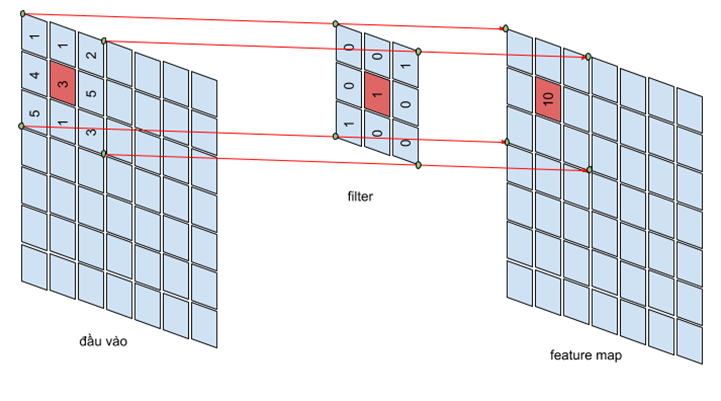 1 1 2
4 3 5
5 1 3
0 0 1
0 1 0
1 0 0
10
filter
đầu vào
feature map